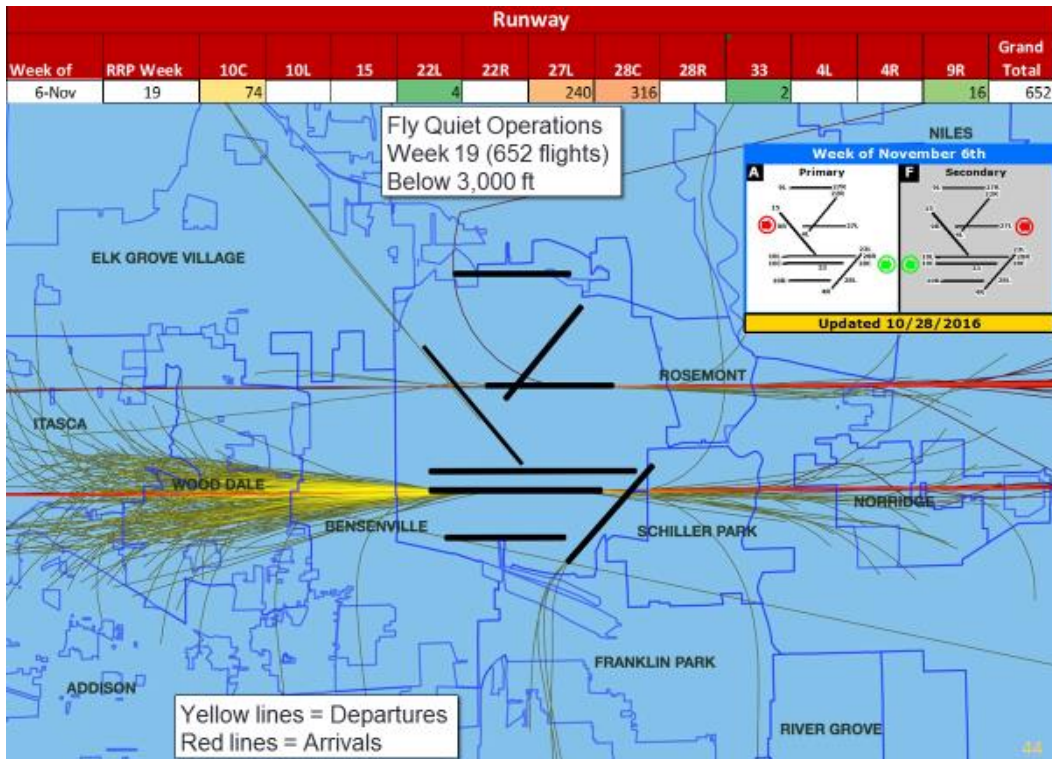 Runway
Week of RRP Week 10C 10L 15 22L 22R 27L 28C 28R 33 4L 4R 9R Grand Total
6-Nov 19 74 4 240 316 2 16 652
Fly Quiet Operations
Week 19 (652 flights)
Below 3,000 ft
NILES
Week of November 6th
A Primary F Secondary
Updated 10/28/2016
ELK GROVE VILLAGE
ROSEMONT
ITASCA
WOOD DALE
NORRIDGE
BENSENVILLE
SCHILLER PARK
FRANKLIN PARK
ADDISON
Yellow lines = Departures
Red lines = Arrivals
RIVER GROVE
44